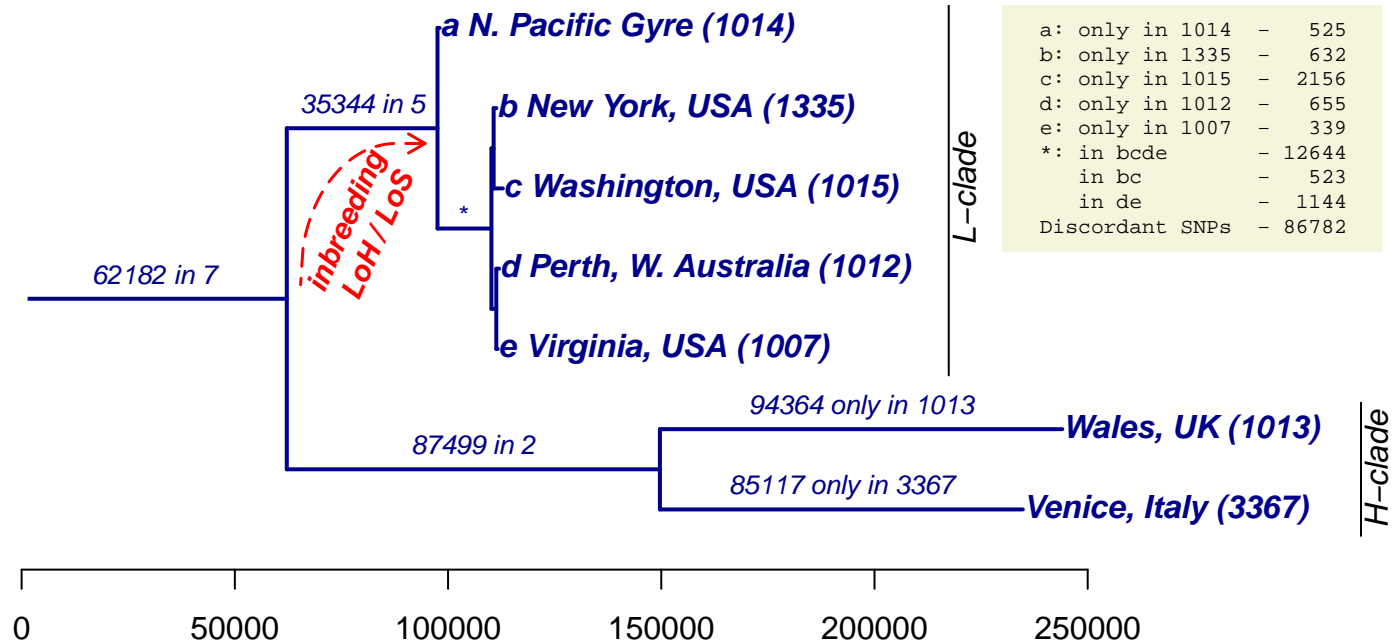 a N. Pacific Gyre (1014)
35344 in 5
b New York, USA (1335)
c Washington, USA (1015)
*
d Perth, W. Australia (1012)
e Virginia, USA (1007)
inbreeding
LoH / LoS
62182 in 7
L−clade
a: only in 1014 − 525
b: only in 1335 − 632
c: only in 1015 − 2156
d: only in 1012 − 655
e: only in 1007 − 339
*: in bcde − 12644
in bc − 523
in de − 1144
Discordant SNPs − 86782
94364 only in 1013
Wales, UK (1013)
87499 in 2
85117 only in 3367
Venice, Italy (3367)
H−clade
0 50000 100000 150000 200000 250000